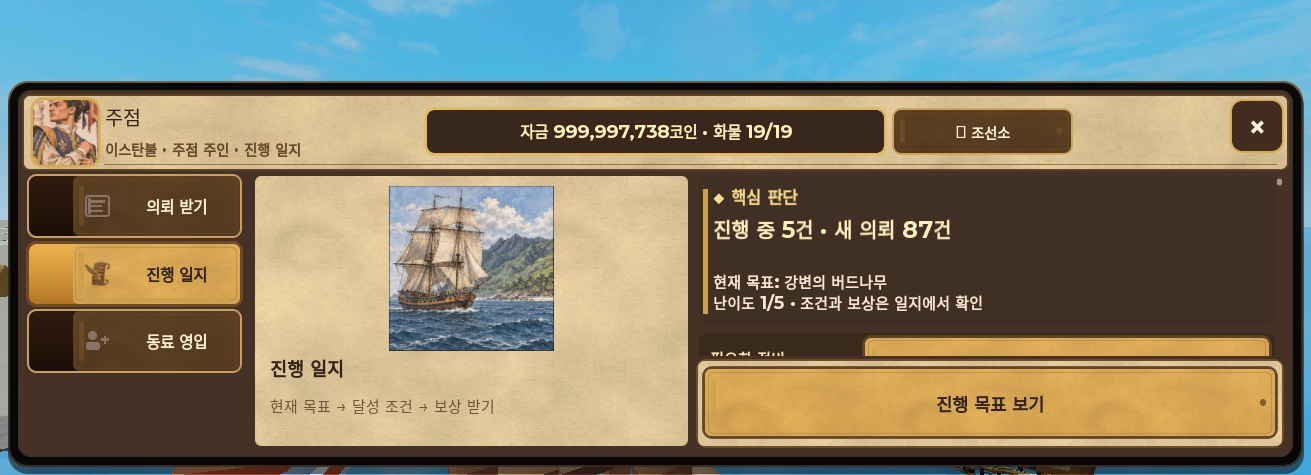 주점
이스탄불 • 주점 주인 • 진행 일지
자금 999,997,738코인 • 화물 19/19
조선소
×
의뢰 받기
진행 일지
동료 영입
진행 일지
현재 목표 → 달성 조건 → 보상 받기
◆ 핵심 판단
진행 중 5건 • 새 의뢰 87건
현재 목표: 강변의 버드나무
난이도 1/5 • 조건과 보상은 일지에서 확인
진행 목표 보기